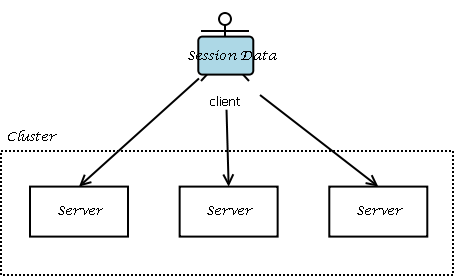 Session Data
client
Cluster
Server
Server
Server